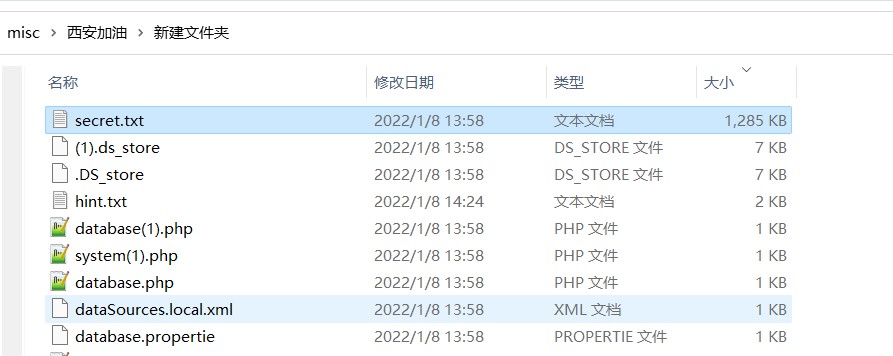 misc > 西安加油 > 新建文件夹
名称 修改日期 类型 大小
secret.txt 2022/1/8 13:58 文本文档 1,285 KB
(1).ds_store 2022/1/8 13:58 DS_STORE 文件 7 KB
.DS_store 2022/1/8 13:58 DS_STORE 文件 7 KB
hint.txt 2022/1/8 14:24 文本文档 2 KB
database(1).php 2022/1/8 13:58 PHP 文件 1 KB
system(1).php 2022/1/8 13:58 PHP 文件 1 KB
database.php 2022/1/8 13:58 PHP 文件 1 KB
dataSources.local.xml 2022/1/8 13:58 XML 文档 1 KB
database.propertie 2022/1/8 13:58 PROPERTIE 文件 1 KB